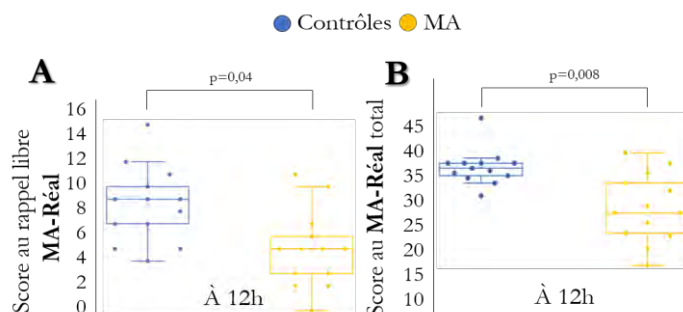 Contrôles MA
A
p=0,04
Score au rappel libre
MA-Réal
16
14
12
10
8
6
4
2
0
À 12h
B
p=0,008
Score au MA-Réal total
45
40
35
30
25
20
15
10
À 12h